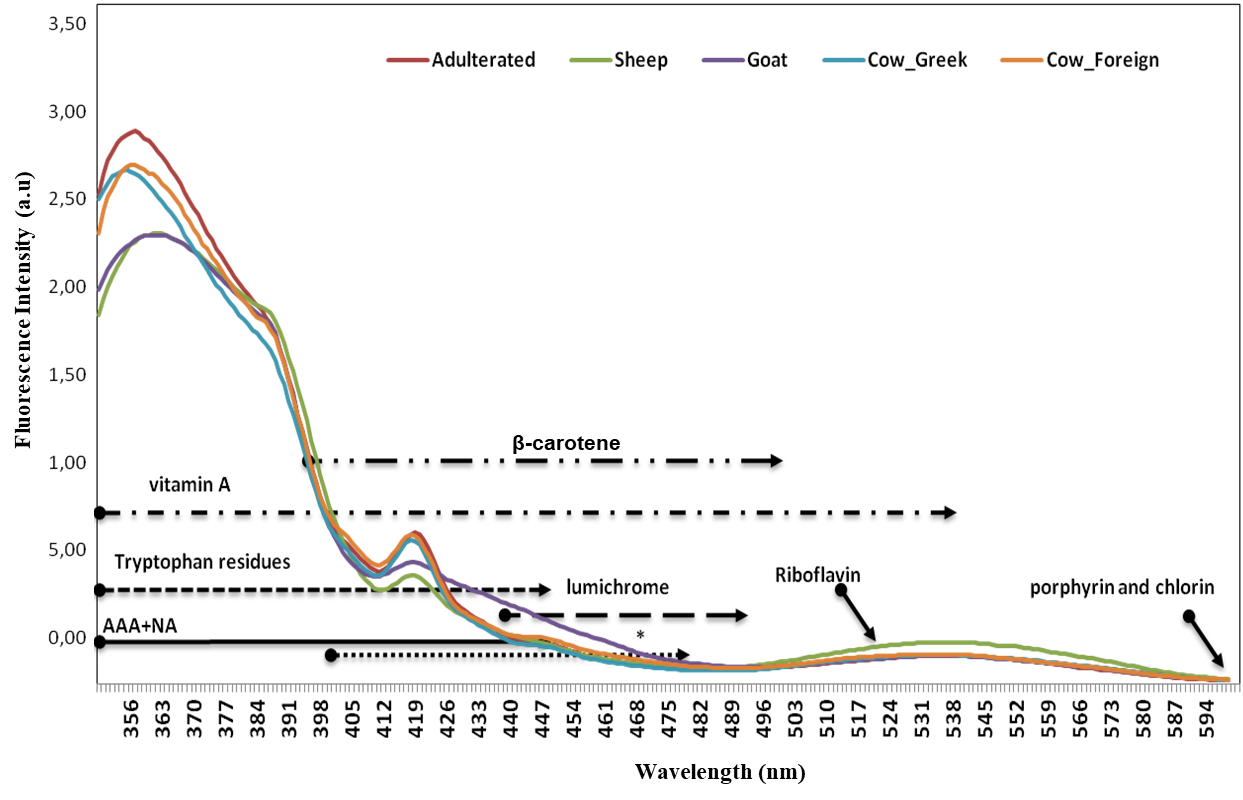 3,50
Adulterated Sheep Goat Cow_Greek Cow_Foreign
3,00
2,50
2,00
1,50
1,00
5,00
0,00
Fluorescence Intensity (a.u)
β-carotene
vitamin A
Tryptophan residues
lumichrome
Riboflavin
porphyrin and chlorin
AAA+NA
*
356 363 370 377 384 391 398 405 412 419 426 433 440 447 454 461 468 475 482 489 496 503 510 517 524 531 538 545 552 559 566 573 580 587 594
Wavelength (nm)